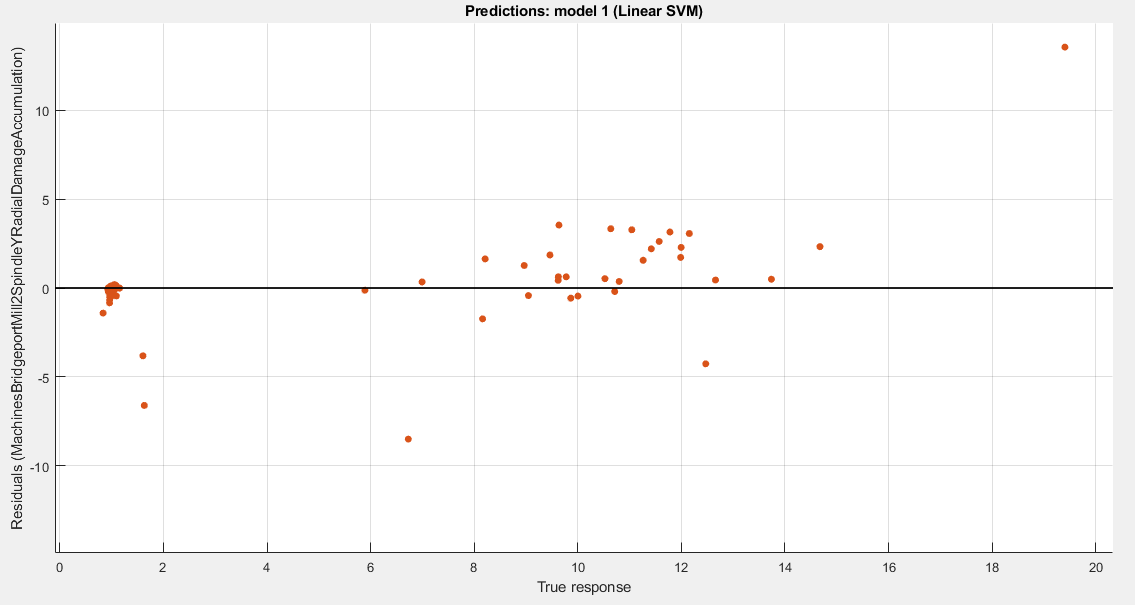 Predictions: model 1 (Linear SVM)
Residuals (MachinesBridgeportMill2SpindleYRadialDamageAccumulation)
10
5
0
-5
-10
0 2 4 6 8 10 12 14 16 18 20
True response